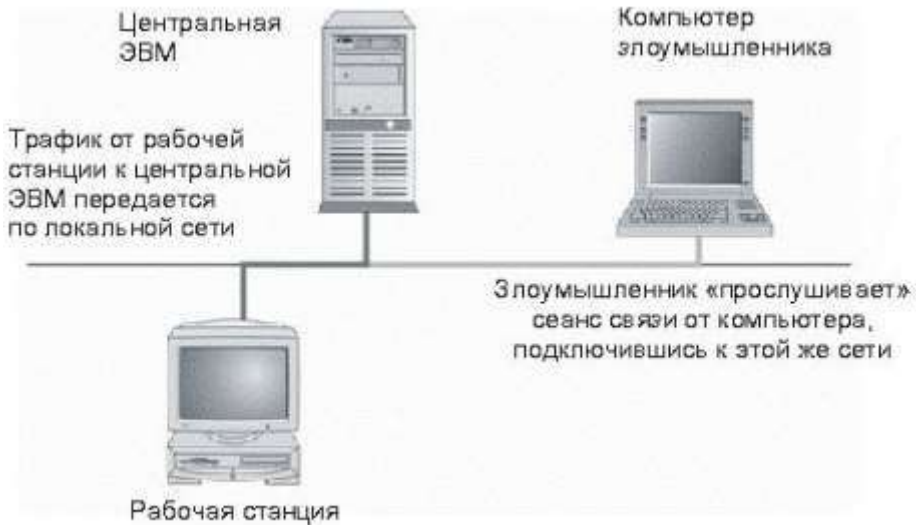 Центральная
ЭВМ
Компьютер
злоумышленника
Трафик от рабочей
станции к центральной
ЭВМ передается
по локальной сети
Злоумышленник «прослушивает»
сеанс связи от компьютера,
подключившись к этой же сети
Рабочая станция